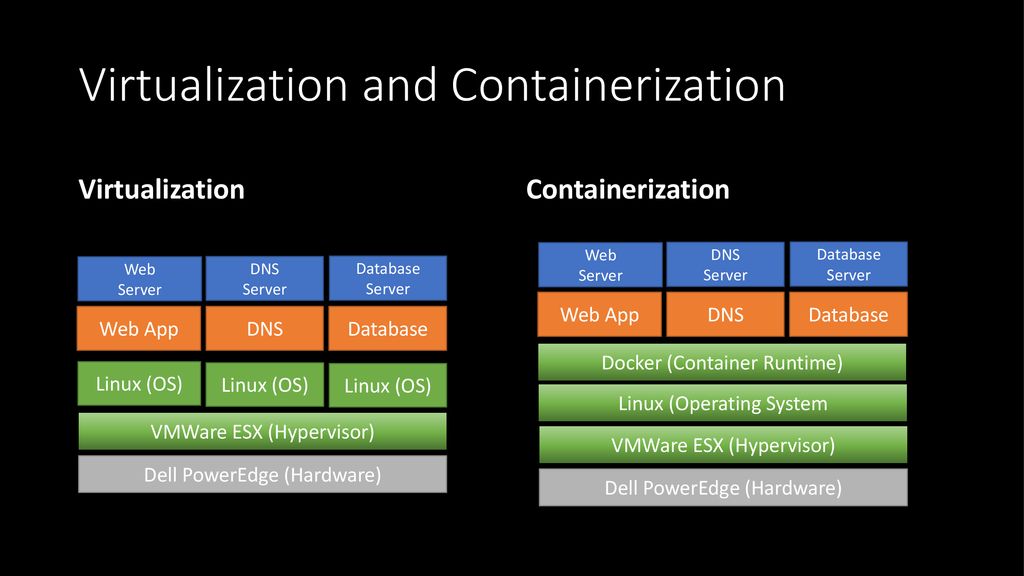 Virtualization and Containerization
Virtualization
Web
Server
DNS
Server
Database
Server
Web App
DNS
Database
Linux (OS)
Linux (OS)
Linux (OS)
VMWare ESX (Hypervisor)
Dell PowerEdge (Hardware)
Containerization
Web
Server
DNS
Server
Database
Server
Web App
DNS
Database
Docker (Container Runtime)
Linux (Operating System
VMWare ESX (Hypervisor)
Dell PowerEdge (Hardware)